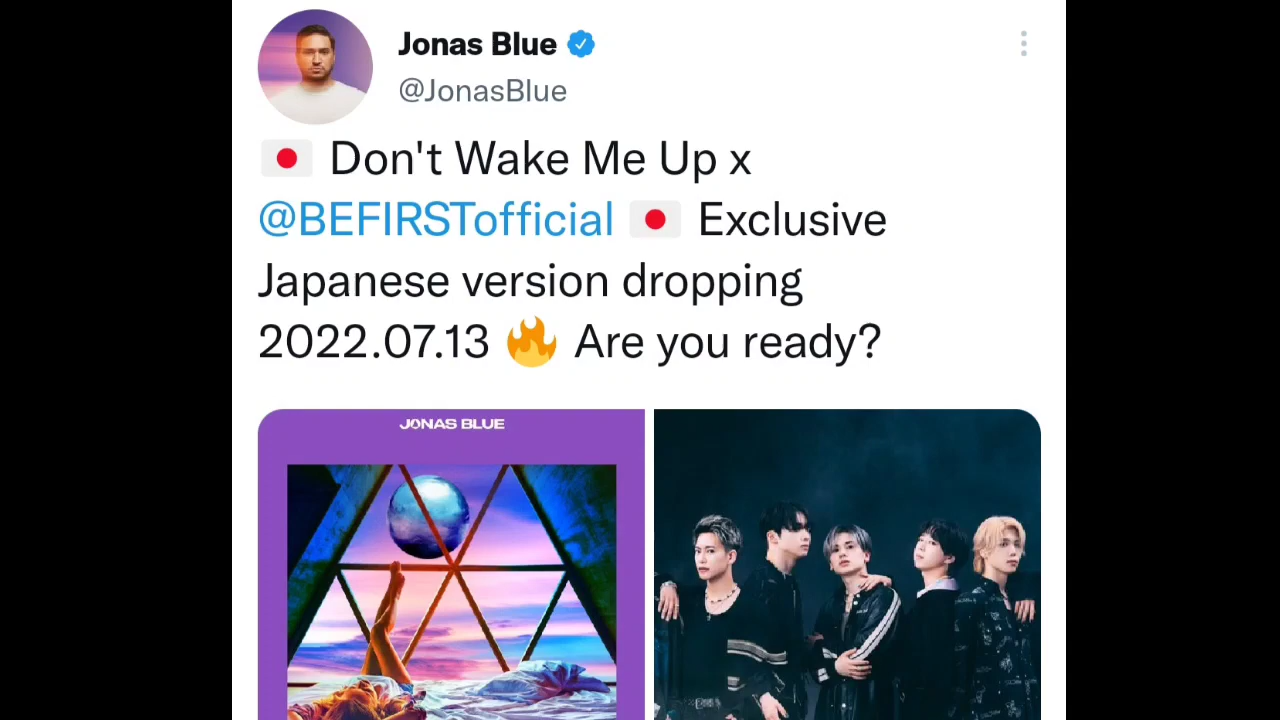 Jonas Blue
@JonasBlue
🇯🇵 Don't Wake Me Up x
@BEFIRSTofficial 🇯🇵 Exclusive
Japanese version dropping
2022.07.13 🔥 Are you ready?
JONAS BLUE